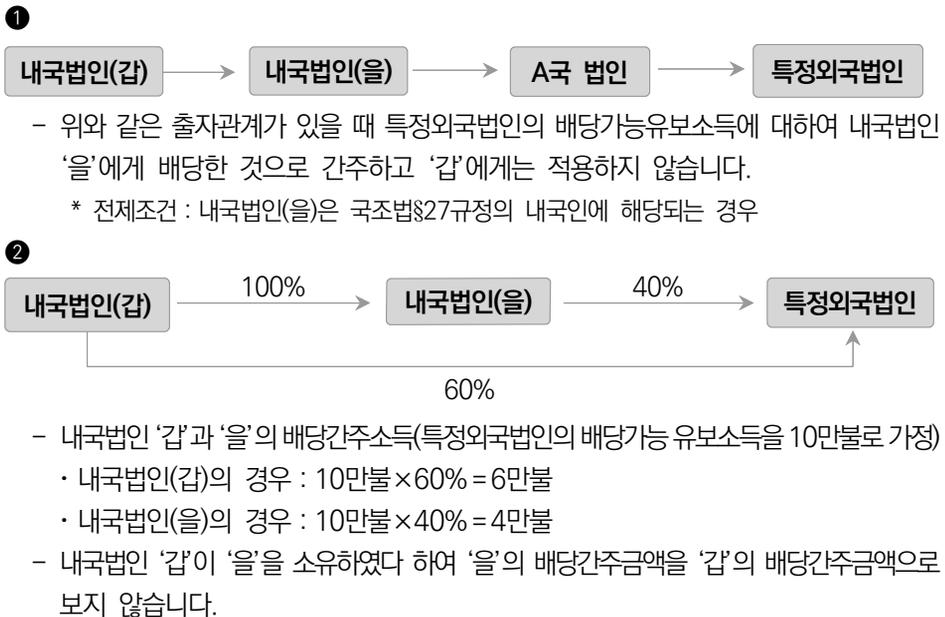 ❶
내국법인(갑) 내국법인(을) A국 법인 특정외국법인
- 위와 같은 출자관계가 있을 때 특정외국법인의 배당가능유보소득에 대하여 내국법인
‘을’에게 배당한 것으로 간주하고 ‘갑’에게는 적용하지 않습니다.
* 전제조건 : 내국법인(을)은 국조법§27규정의 내국인에 해당되는 경우
❷
내국법인(갑) 100% 내국법인(을) 40% 특정외국법인
60%
- 내국법인 ‘갑’과 ‘을’의 배당간주소득(특정외국법인의 배당가능 유보소득을 10만불로 가정)
· 내국법인(갑)의 경우 : 10만불×60%=6만불
· 내국법인(을)의 경우 : 10만불×40%=4만불
- 내국법인 ‘갑’이 ‘을’을 소유하였다 하여 ‘을’의 배당간주금액을 ‘갑’의 배당간주금액으로
보지 않습니다.